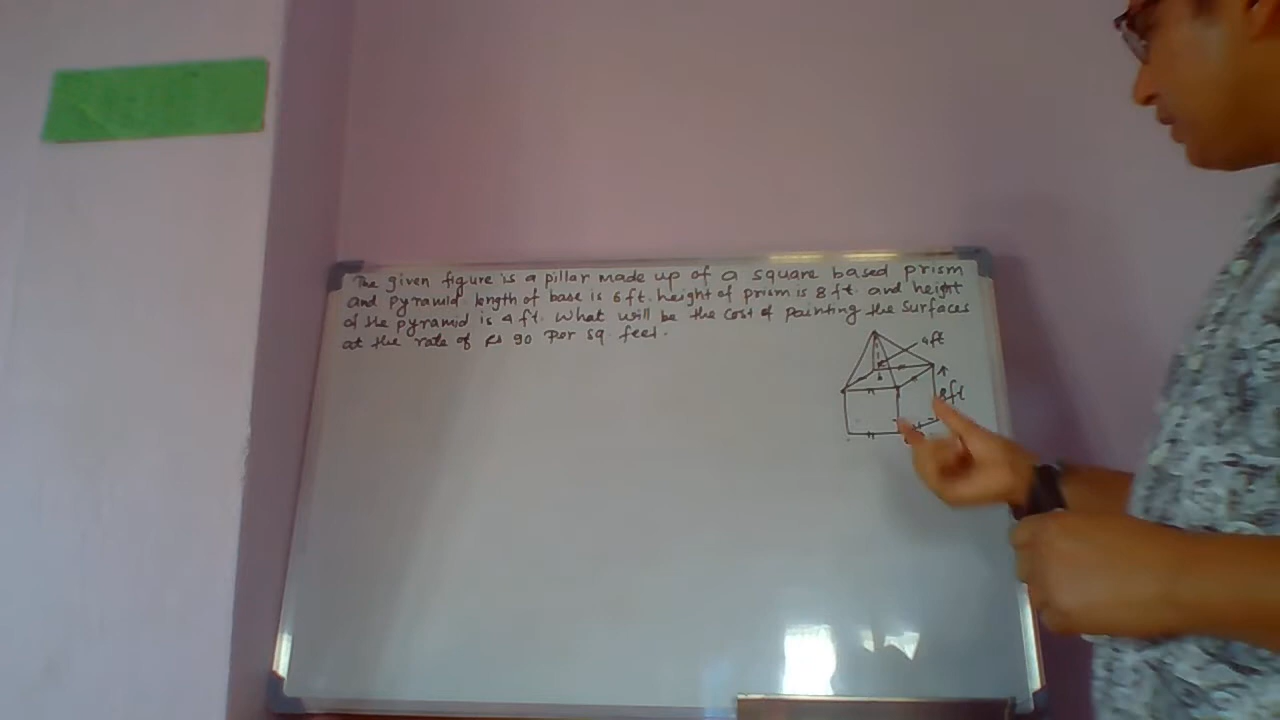 The given figure is a pillar made up of a square based prism
and pyramid. length of base is 6 ft. height of prism is 8 ft. and height
of the pyramid is 4 ft. What will be the cost of painting the surfaces
at the rate of Rs 90 Per sq. feet.
4ft
8ft